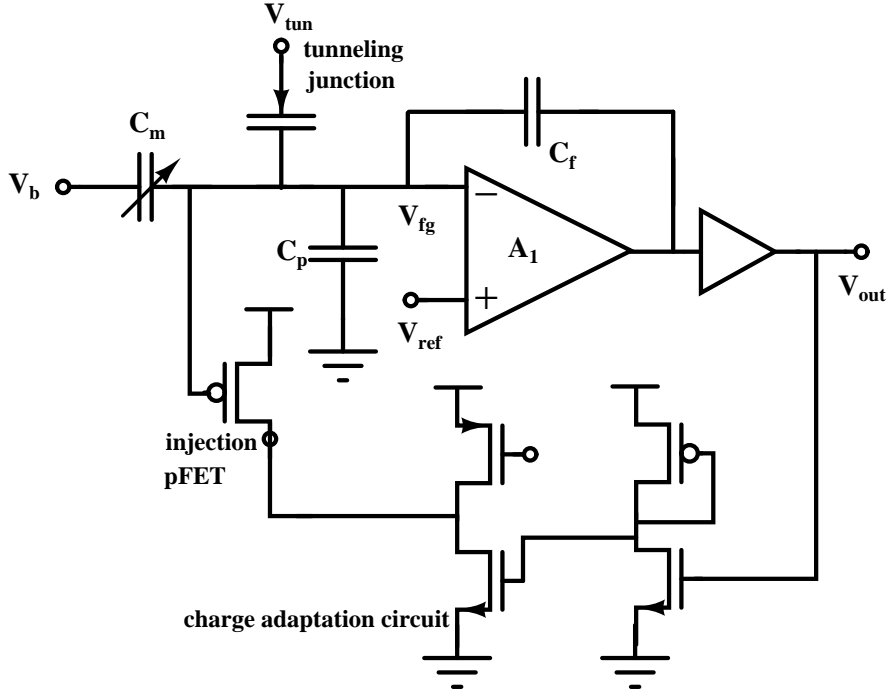 V_tun
tunneling
junction
C_m
C_f
V_b
V_fg
−
C_p
A_1
+
V_out
V_ref
injection
pFET
charge adaptation circuit